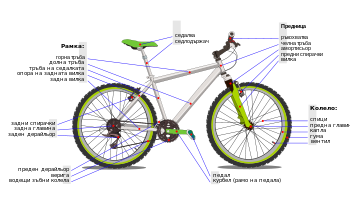 седалка
седлодържач
Рамка:
горна тръба
долна тръба
тръба на седалката
опора на задната вилка
задна вилка
Предница
ръкохватка
челна тръба
амортисьор
предни спирачки
вилка
задни спирачки
задна главина
заден дерайльор
Колело:
спици
предна главина
капла
гума
вентил
преден дерайльор
верига
водещи зъбни колела
педал
курбел (рамо на педала)